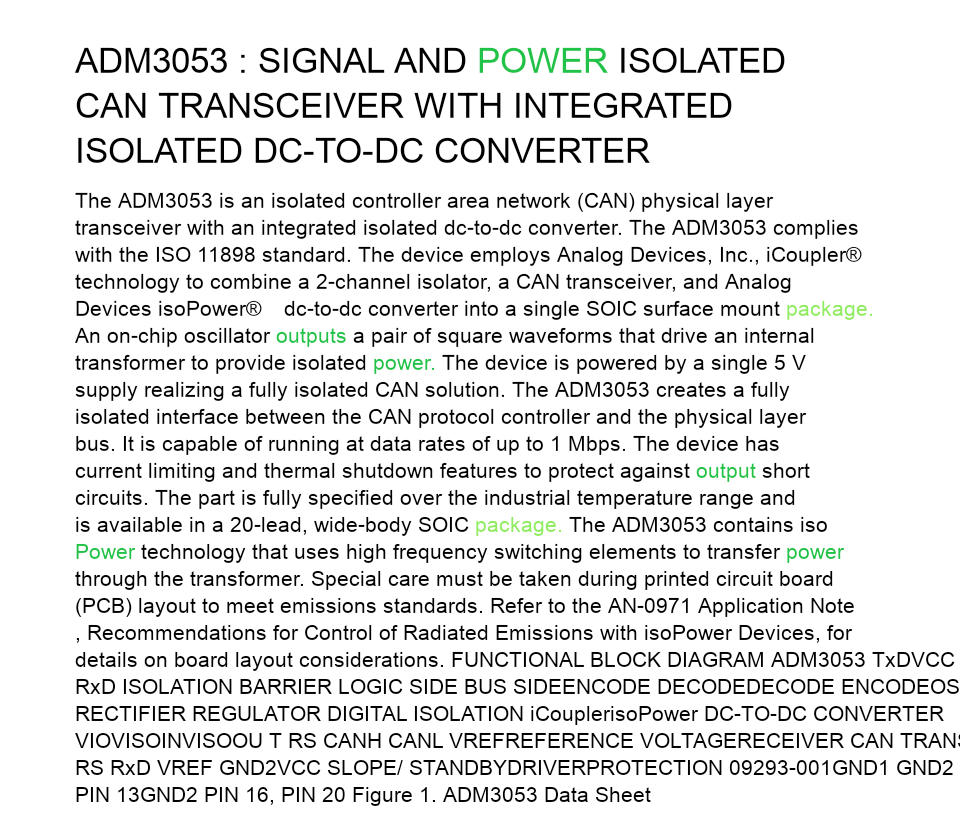 ADM3053 : SIGNAL AND POWER ISOLATED
CAN TRANSCEIVER WITH INTEGRATED
ISOLATED DC-TO-DC CONVERTER
The ADM3053 is an isolated controller area network (CAN) physical layer
transceiver with an integrated isolated dc-to-dc converter. The ADM3053 complies
with the ISO 11898 standard. The device employs Analog Devices, Inc., iCoupler®
technology to combine a 2-channel isolator, a CAN transceiver, and Analog
Devices isoPower® dc-to-dc converter into a single SOIC surface mount package.
An on-chip oscillator outputs a pair of square waveforms that drive an internal
transformer to provide isolated power. The device is powered by a single 5 V
supply realizing a fully isolated CAN solution. The ADM3053 creates a fully
isolated interface between the CAN protocol controller and the physical layer
bus. It is capable of running at data rates of up to 1 Mbps. The device has
current limiting and thermal shutdown features to protect against output short
circuits. The part is fully specified over the industrial temperature range and
is available in a 20-lead, wide-body SOIC package. The ADM3053 contains iso
Power technology that uses high frequency switching elements to transfer power
through the transformer. Special care must be taken during printed circuit board
(PCB) layout to meet emissions standards. Refer to the AN-0971 Application Note
, Recommendations for Control of Radiated Emissions with isoPower Devices, for
details on board layout considerations. FUNCTIONAL BLOCK DIAGRAM ADM3053 TxDVCC
RxD ISOLATION BARRIER LOGIC SIDE BUS SIDEENCODE DECODEDECODE ENCODEOS
RECTIFIER REGULATOR DIGITAL ISOLATION iCouplerisoPower DC-TO-DC CONVERTER
VIOVISOINVISOOU T RS CANH CANL VREFREFERENCE VOLTAGERECEIVER CAN TRANS
RS RxD VREF GND2VCC SLOPE/ STANDBYDRIVERPROTECTION 09293-001GND1 GND2
PIN 13GND2 PIN 16, PIN 20 Figure 1. ADM3053 Data Sheet